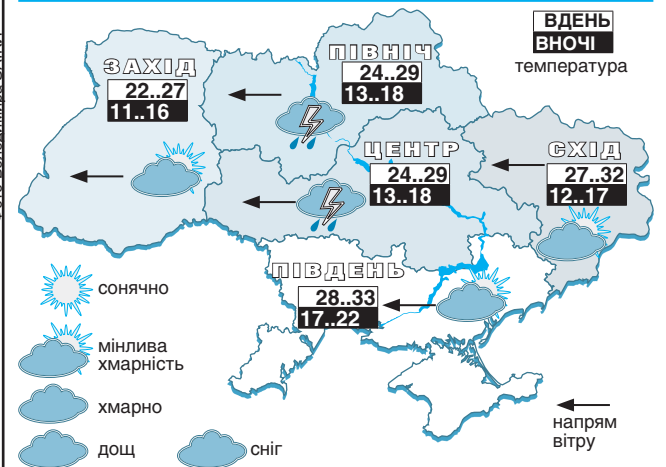 ВДЕНЬ
ВНОЧІ
температура
ЗАХІД
22..27
11..16
ПІВНІЧ
24..29
13..18
ЦЕНТР
24..29
13..18
СХІД
27..32
12..17
ПІВДЕНЬ
28..33
17..22
сонячно
мінлива
хмарність
хмарно
дощ
сніг
напрям
вітру